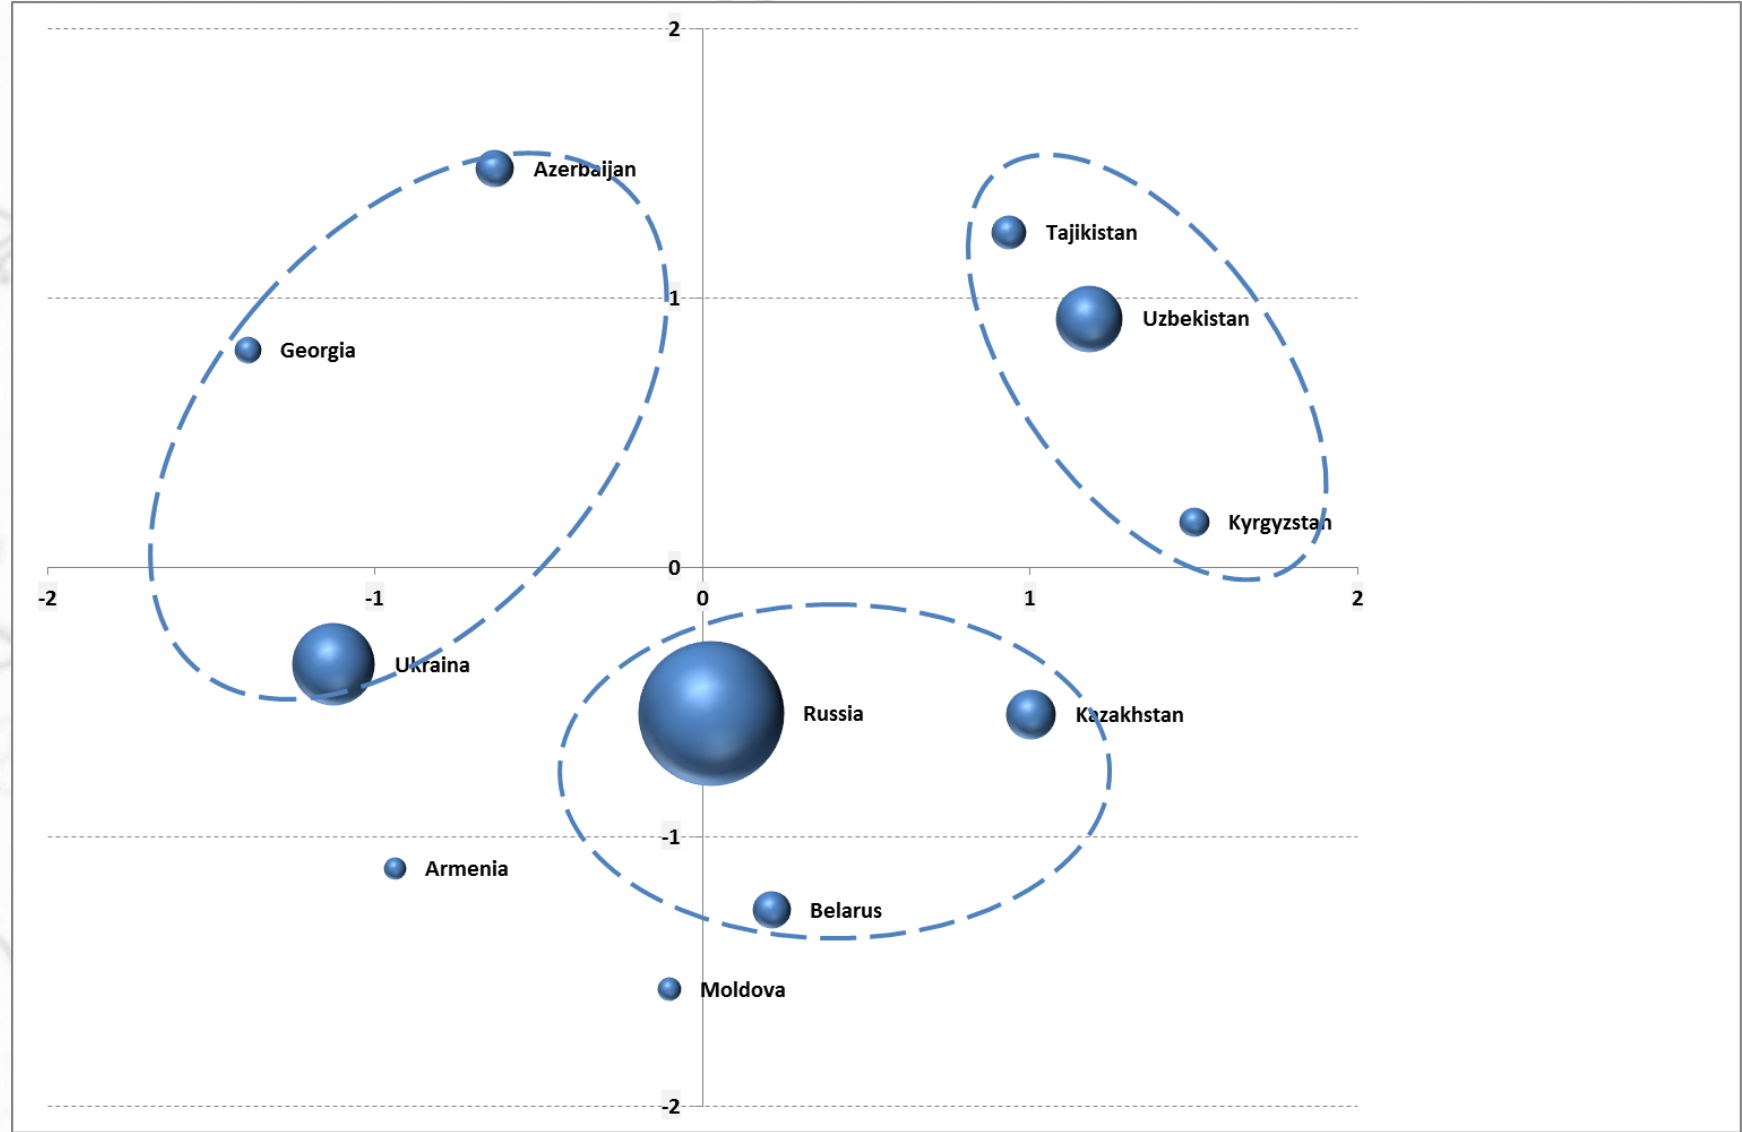 2
Azerbaijan
Tajikistan
1
Uzbekistan
Georgia
Kyrgyzstan
0
-2
-1
0
1
2
Ukraina
Russia
Kazakhstan
-1
Armenia
Belarus
Moldova
-2